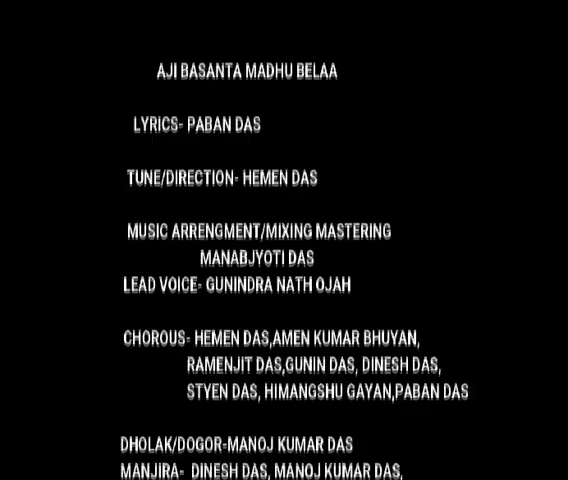 AJI BASANTA MADHU BELAA
LYRICS- PABAN DAS
TUNE/DIRECTION- HEMEN DAS
MUSIC ARRENGMENT/MIXING MASTERING
MANABJYOTI DAS
LEAD VOICE- GUNINDRA NATH OJAH
CHOROUS- HEMEN DAS,AMEN KUMAR BHUYAN,
RAMENJIT DAS,GUNIN DAS, DINESH DAS,
STYEN DAS, HIMANGSHU GAYAN,PABAN DAS
DHOLAK/DOGOR-MANOJ KUMAR DAS
MANJIRA- DINESH DAS, MANOJ KUMAR DAS,